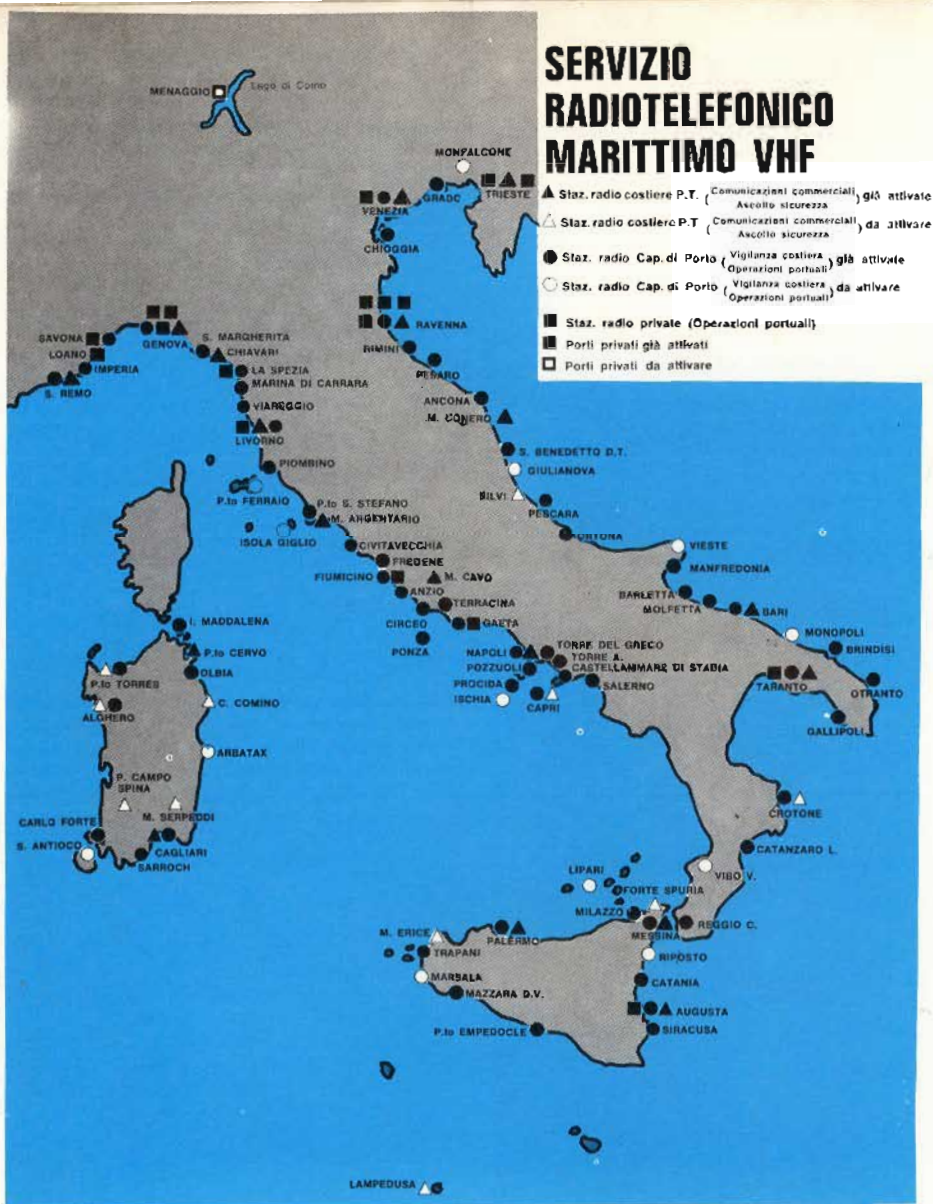 SERVIZIO
RADIOTELEFONICO
MARITTIMO VHF
▲ Staz. radio costiere P.T. (Comunicazioni commerciali
Ascolto sicurezza) già attivate
△ Staz. radio costiere P.T (Comunicazioni commerciali
Ascolto sicurezza) da attivare
● Staz. radio Cap. di Porto (Vigilanza costiera
Operazioni portuali) già attivate
○ Staz. radio Cap. di Porto (Vigilanza costiera
Operazioni portuali) da attivare
■ Staz. radio private (Operazioni portuali)
Porti privati già attivati
□ Porti privati da attivare
MENAGGIO
Lago di Como
MONFALCONE
TRIESTE
GRADO
VENEZIA
CHIOGGIA
RAVENNA
RIMINI
PESARO
ANCONA
M. CONERO
S. BENEDETTO D.T.
GIULIANOVA
SILVI
PESCARA
ORTONA
VIESTE
MANFREDONIA
BARLETTA
MOLFETTA
BARI
MONOPOLI
BRINDISI
OTRANTO
TARANTO
GALLIPOLI
SAVONA
LOANO
IMPERIA
S. REMO
GENOVA
S. MARGHERITA
CHIAVARI
LA SPEZIA
MARINA DI CARRARA
VIAREGGIO
LIVORNO
PIOMBINO
P.to FERRAIO
P.to S. STEFANO
M. ARGENTARIO
ISOLA GIGLIO
CIVITAVECCHIA
FREGENE
FIUMICINO
M. CAVO
ANZIO
TERRACINA
CIRCEO
GAETA
PONZA
NAPOLI
TORRE DEL GRECO
TORRE A.
POZZUOLI
CASTELLAMMARE DI STABIA
PROCIDA
SALERNO
ISCHIA
CAPRI
I. MADDALENA
P.to CERVO
OLBIA
P.to TORRES
C. COMINO
ALGHERO
ARBATAX
P. CAMPO
SPINA
M. SERPEDDI
CARLO FORTE
S. ANTIOCO
CAGLIARI
SARROCH
CROTONE
CATANZARO L.
VIBO V.
LIPARI
FORTE SPURIA
MILAZZO
MESSINA
REGGIO C.
M. ERICE
PALERMO
TRAPANI
RIPOSTO
MARSALA
CATANIA
MAZZARA D.V.
AUGUSTA
P.to EMPEDOCLE
SIRACUSA
LAMPEDUSA